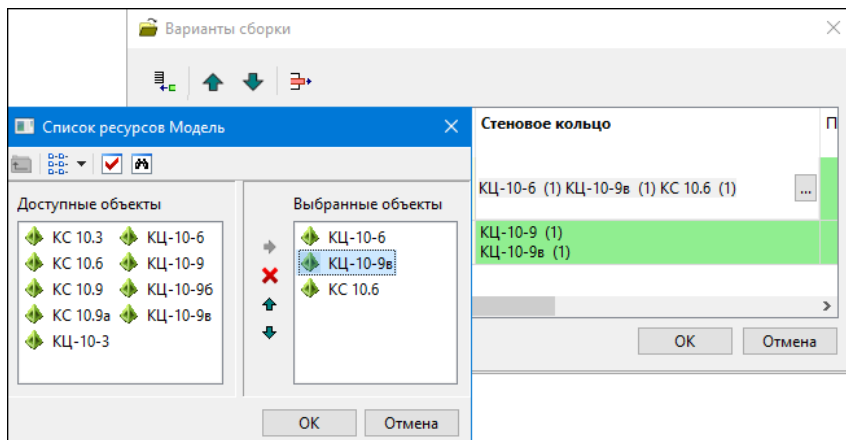 Варианты сборки
Список ресурсов Модель
Доступные объекты
КС 10.3 КЦ-10-6
КС 10.6 КЦ-10-9
КС 10.9 КЦ-10-9б
КС 10.9а КЦ-10-9в
КЦ-10-3
Выбранные объекты
КЦ-10-6
КЦ-10-9в
КС 10.6
ОК Отмена
Стеновое кольцо П
КЦ-10-6 (1) КЦ-10-9в (1) КС 10.6 (1) ...
КЦ-10-9 (1)
КЦ-10-9в (1)
ОК Отмена